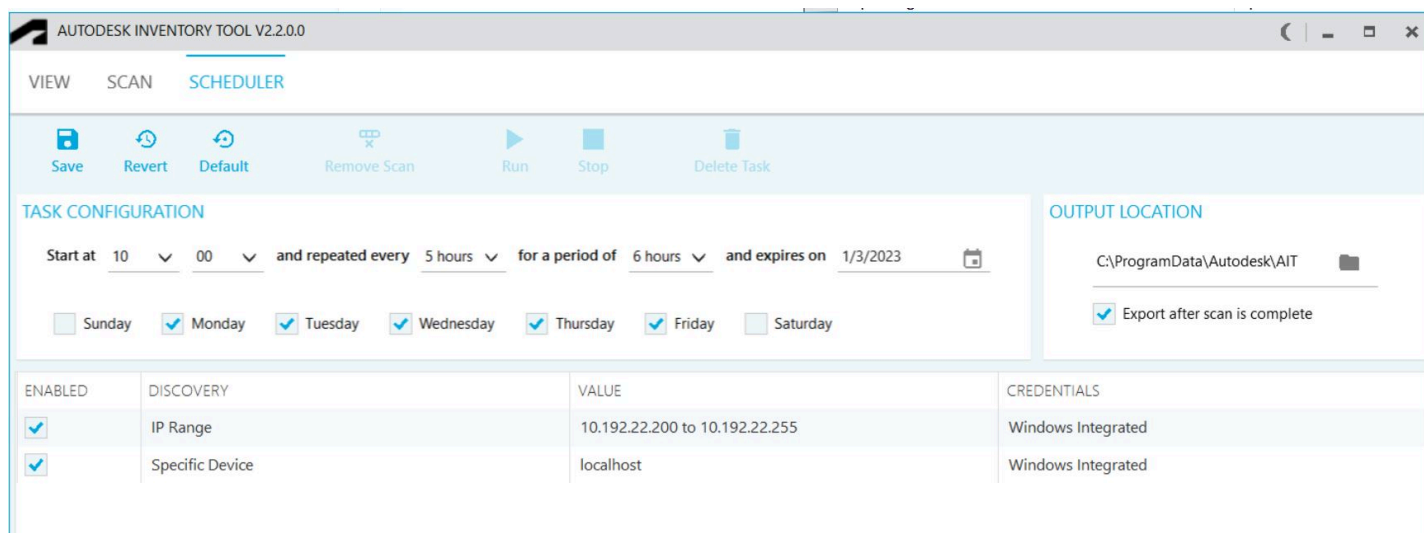 AUTODESK INVENTORY TOOL V2.2.0.0
VIEW SCAN SCHEDULER
Save Revert Default Remove Scan Run Stop Delete Task
TASK CONFIGURATION
Start at 10 00 and repeated every 5 hours for a period of 6 hours and expires on 1/3/2023
Sunday Monday Tuesday Wednesday Thursday Friday Saturday
OUTPUT LOCATION
C:\ProgramData\Autodesk\AIT
Export after scan is complete
ENABLED DISCOVERY VALUE CREDENTIALS
IP Range 10.192.22.200 to 10.192.22.255 Windows Integrated
Specific Device localhost Windows Integrated